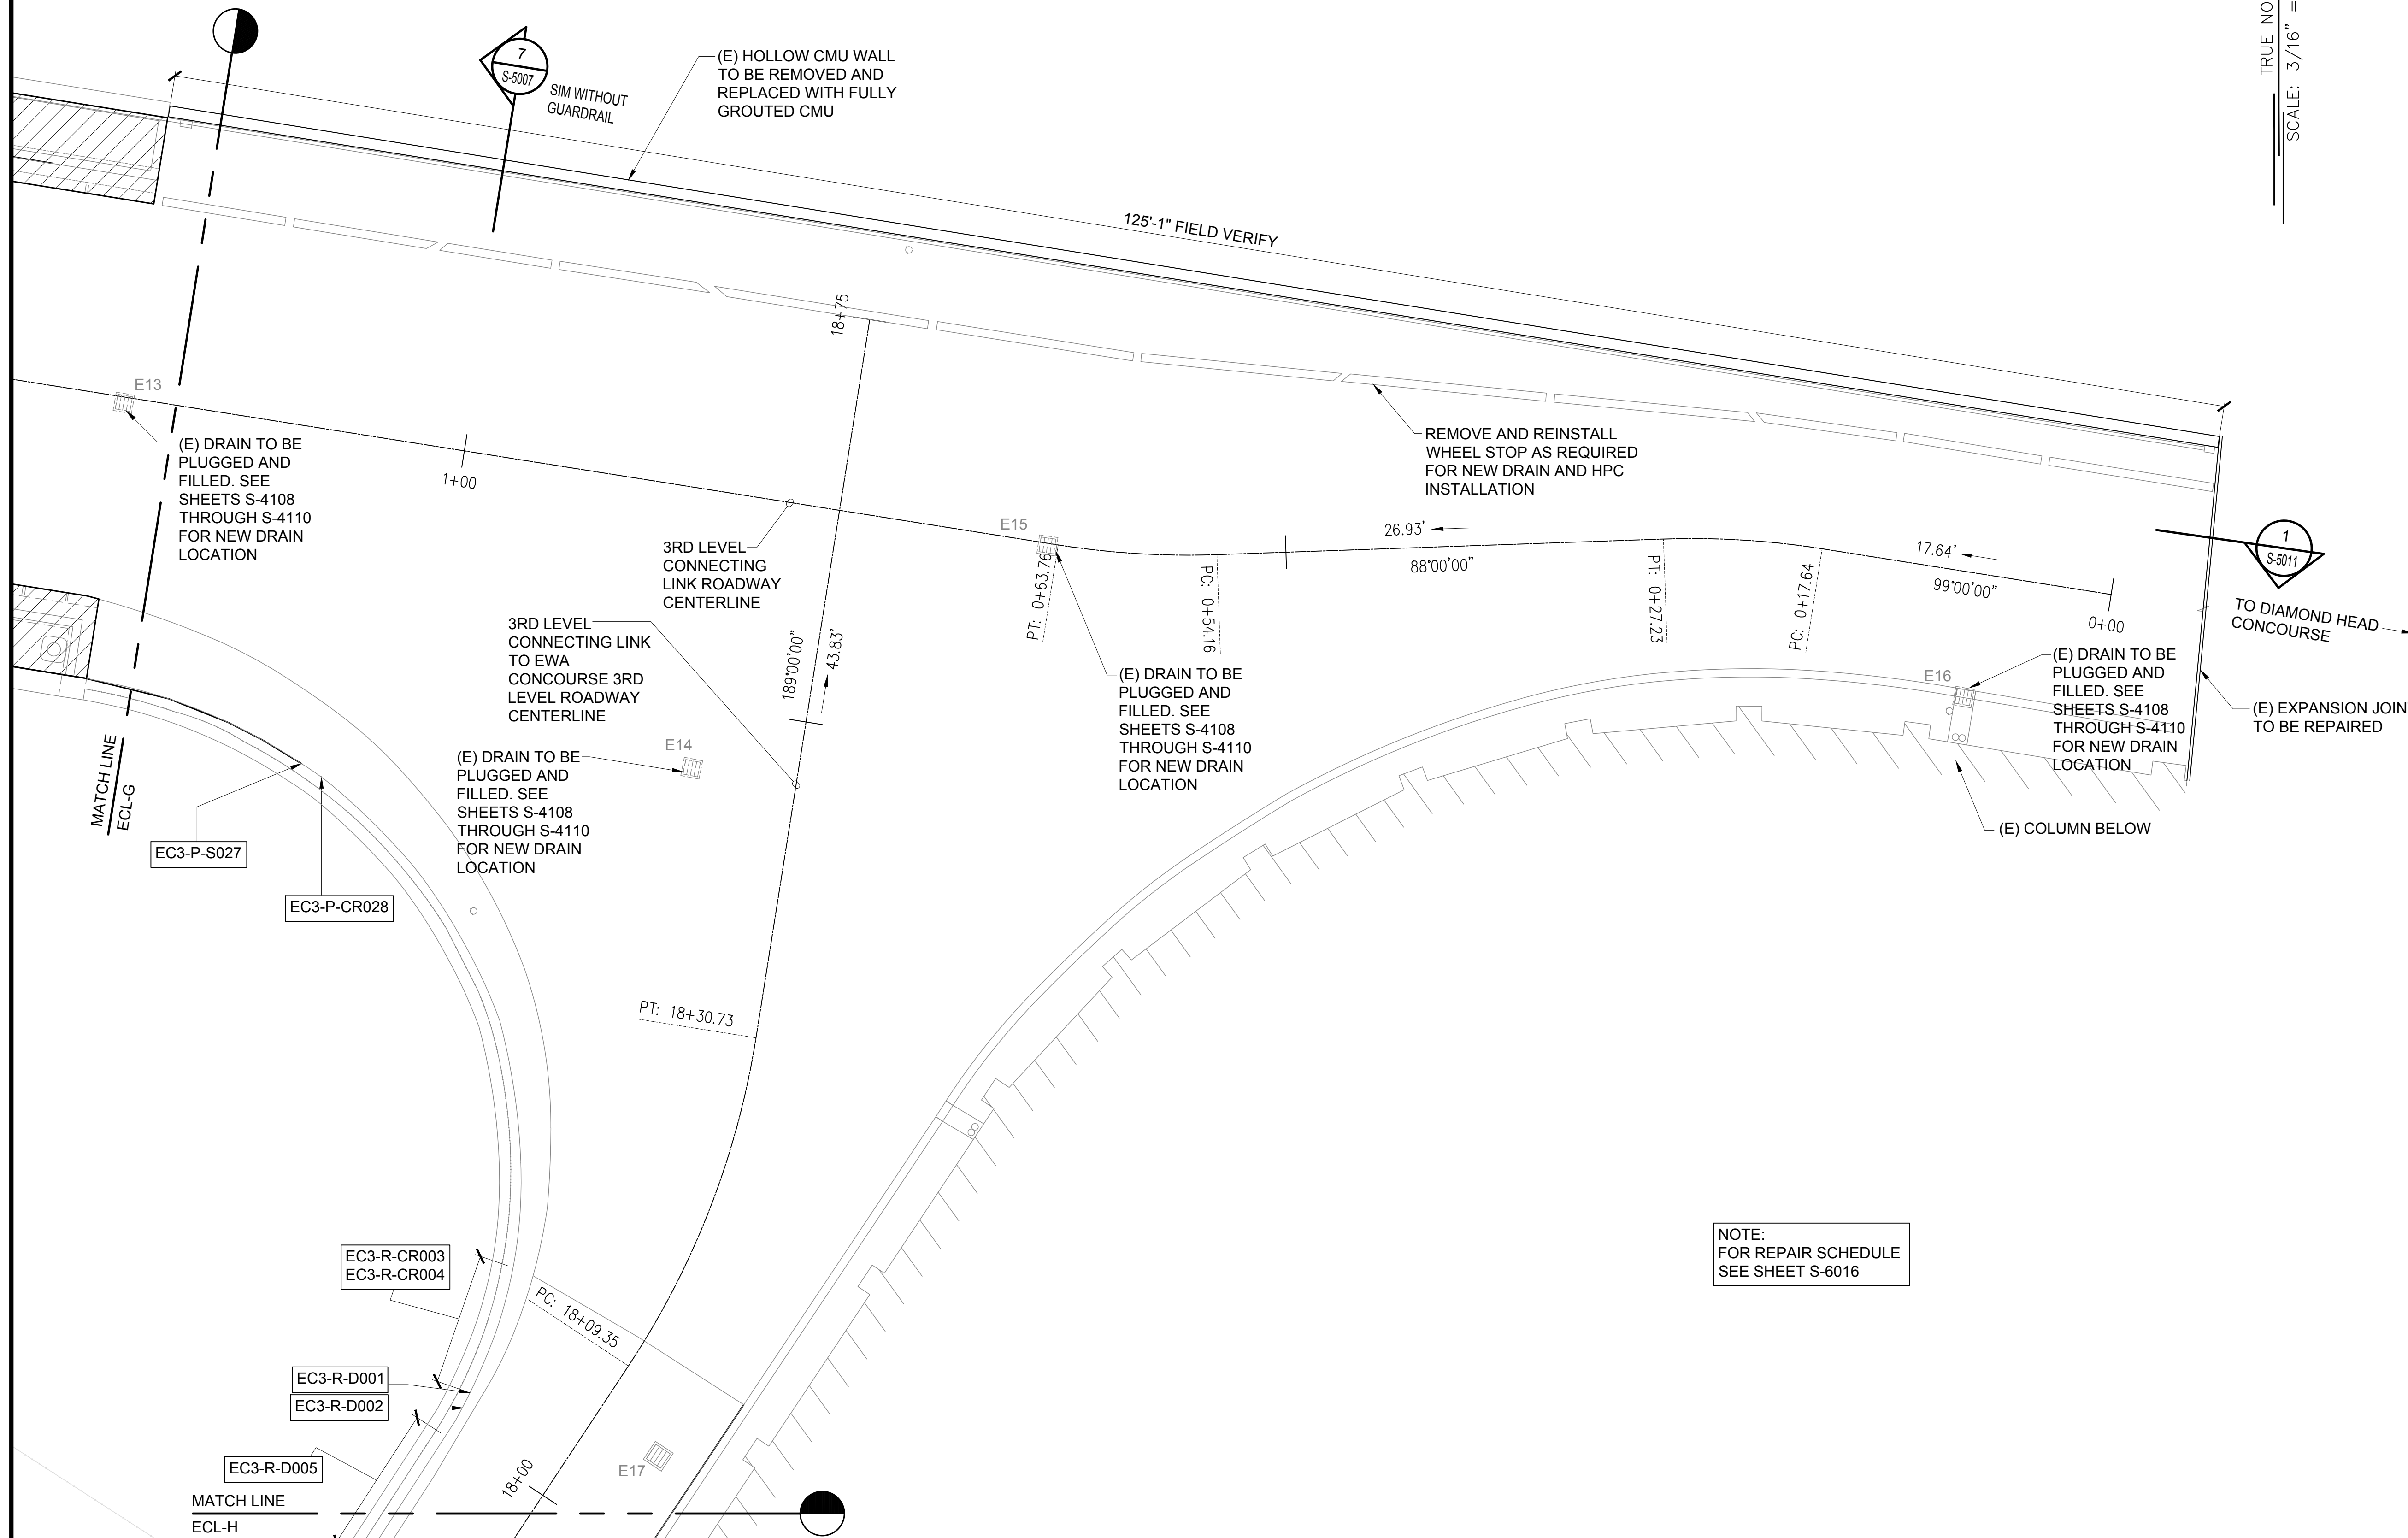 TRUE NO
SCALE: 3/16" =
7
S-5007
SIM WITHOUT
GUARDRAIL
(E) HOLLOW CMU WALL
TO BE REMOVED AND
REPLACED WITH FULLY
GROUTED CMU
125'-1" FIELD VERIFY
18+75
E13
(E) DRAIN TO BE
PLUGGED AND
FILLED. SEE
SHEETS S-4108
THROUGH S-4110
FOR NEW DRAIN
LOCATION
1+00
3RD LEVEL
CONNECTING
LINK ROADWAY
CENTERLINE
E15
PT: 0+63.76
REMOVE AND REINSTALL
WHEEL STOP AS REQUIRED
FOR NEW DRAIN AND HPC
INSTALLATION
26.93'
88°00'00"
PC: 0+54.16
PT: 0+27.23
PC: 0+17.64
17.64'
99°00'00"
0+00
1
S-5011
TO DIAMOND HEAD
CONCOURSE
3RD LEVEL
CONNECTING LINK
TO EWA
CONCOURSE 3RD
LEVEL ROADWAY
CENTERLINE
189°00'00"
43.83'
(E) DRAIN TO BE
PLUGGED AND
FILLED. SEE
SHEETS S-4108
THROUGH S-4110
FOR NEW DRAIN
LOCATION
E16
(E) DRAIN TO BE
PLUGGED AND
FILLED. SEE
SHEETS S-4108
THROUGH S-4110
FOR NEW DRAIN
LOCATION
(E) EXPANSION JOIN
TO BE REPAIRED
(E) COLUMN BELOW
E14
(E) DRAIN TO BE
PLUGGED AND
FILLED. SEE
SHEETS S-4108
THROUGH S-4110
FOR NEW DRAIN
LOCATION
MATCH LINE
ECL-G
EC3-P-S027
EC3-P-CR028
PT: 18+30.73
EC3-R-CR003
EC3-R-CR004
PC: 18+09.35
NOTE:
FOR REPAIR SCHEDULE
SEE SHEET S-6016
EC3-R-D001
EC3-R-D002
EC3-R-D005
18+00
E17
MATCH LINE
ECL-H